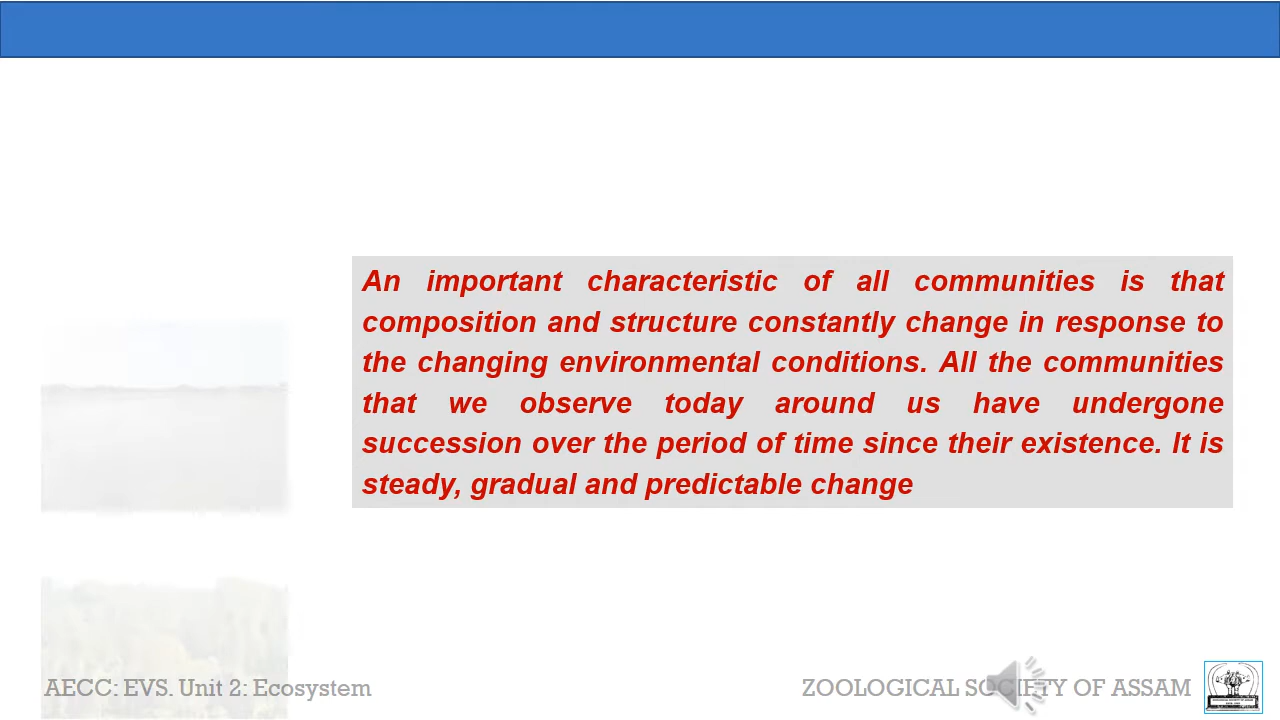 An important characteristic of all communities is that
composition and structure constantly change in response to
the changing environmental conditions. All the communities
that we observe today around us have undergone
succession over the period of time since their existence. It is
steady, gradual and predictable change
AECC: EVS. Unit 2: Ecosystem
ZOOLOGICAL SOCIETY OF ASSAM